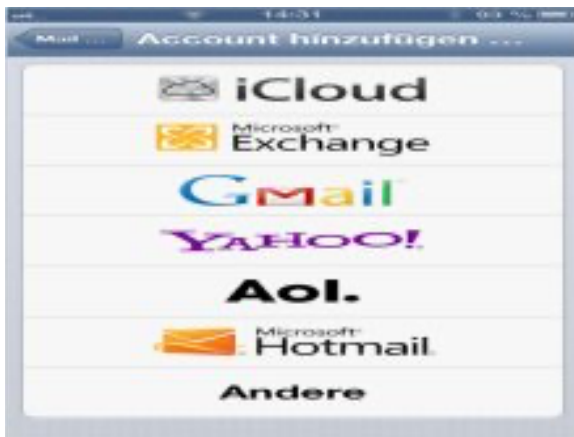 14:31
Mail ...
Account hinzufügen ...
iCloud
Microsoft
Exchange
Gmail
YAHOO!
Aol.
Microsoft
Hotmail
Andere